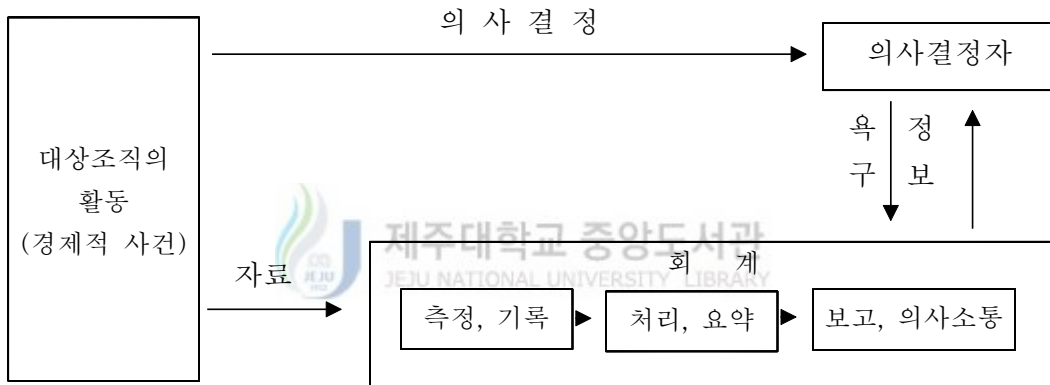 의 사 결 정
의사결정자
대상조직의
활동
(경제적 사건)
욕 정
구 보
제주대학교 중앙도서관
JEJU NATIONAL UNIVERSITY LIBRARY
JEJU
1952
자료
회 계
측정, 기록
처리, 요약
보고, 의사소통